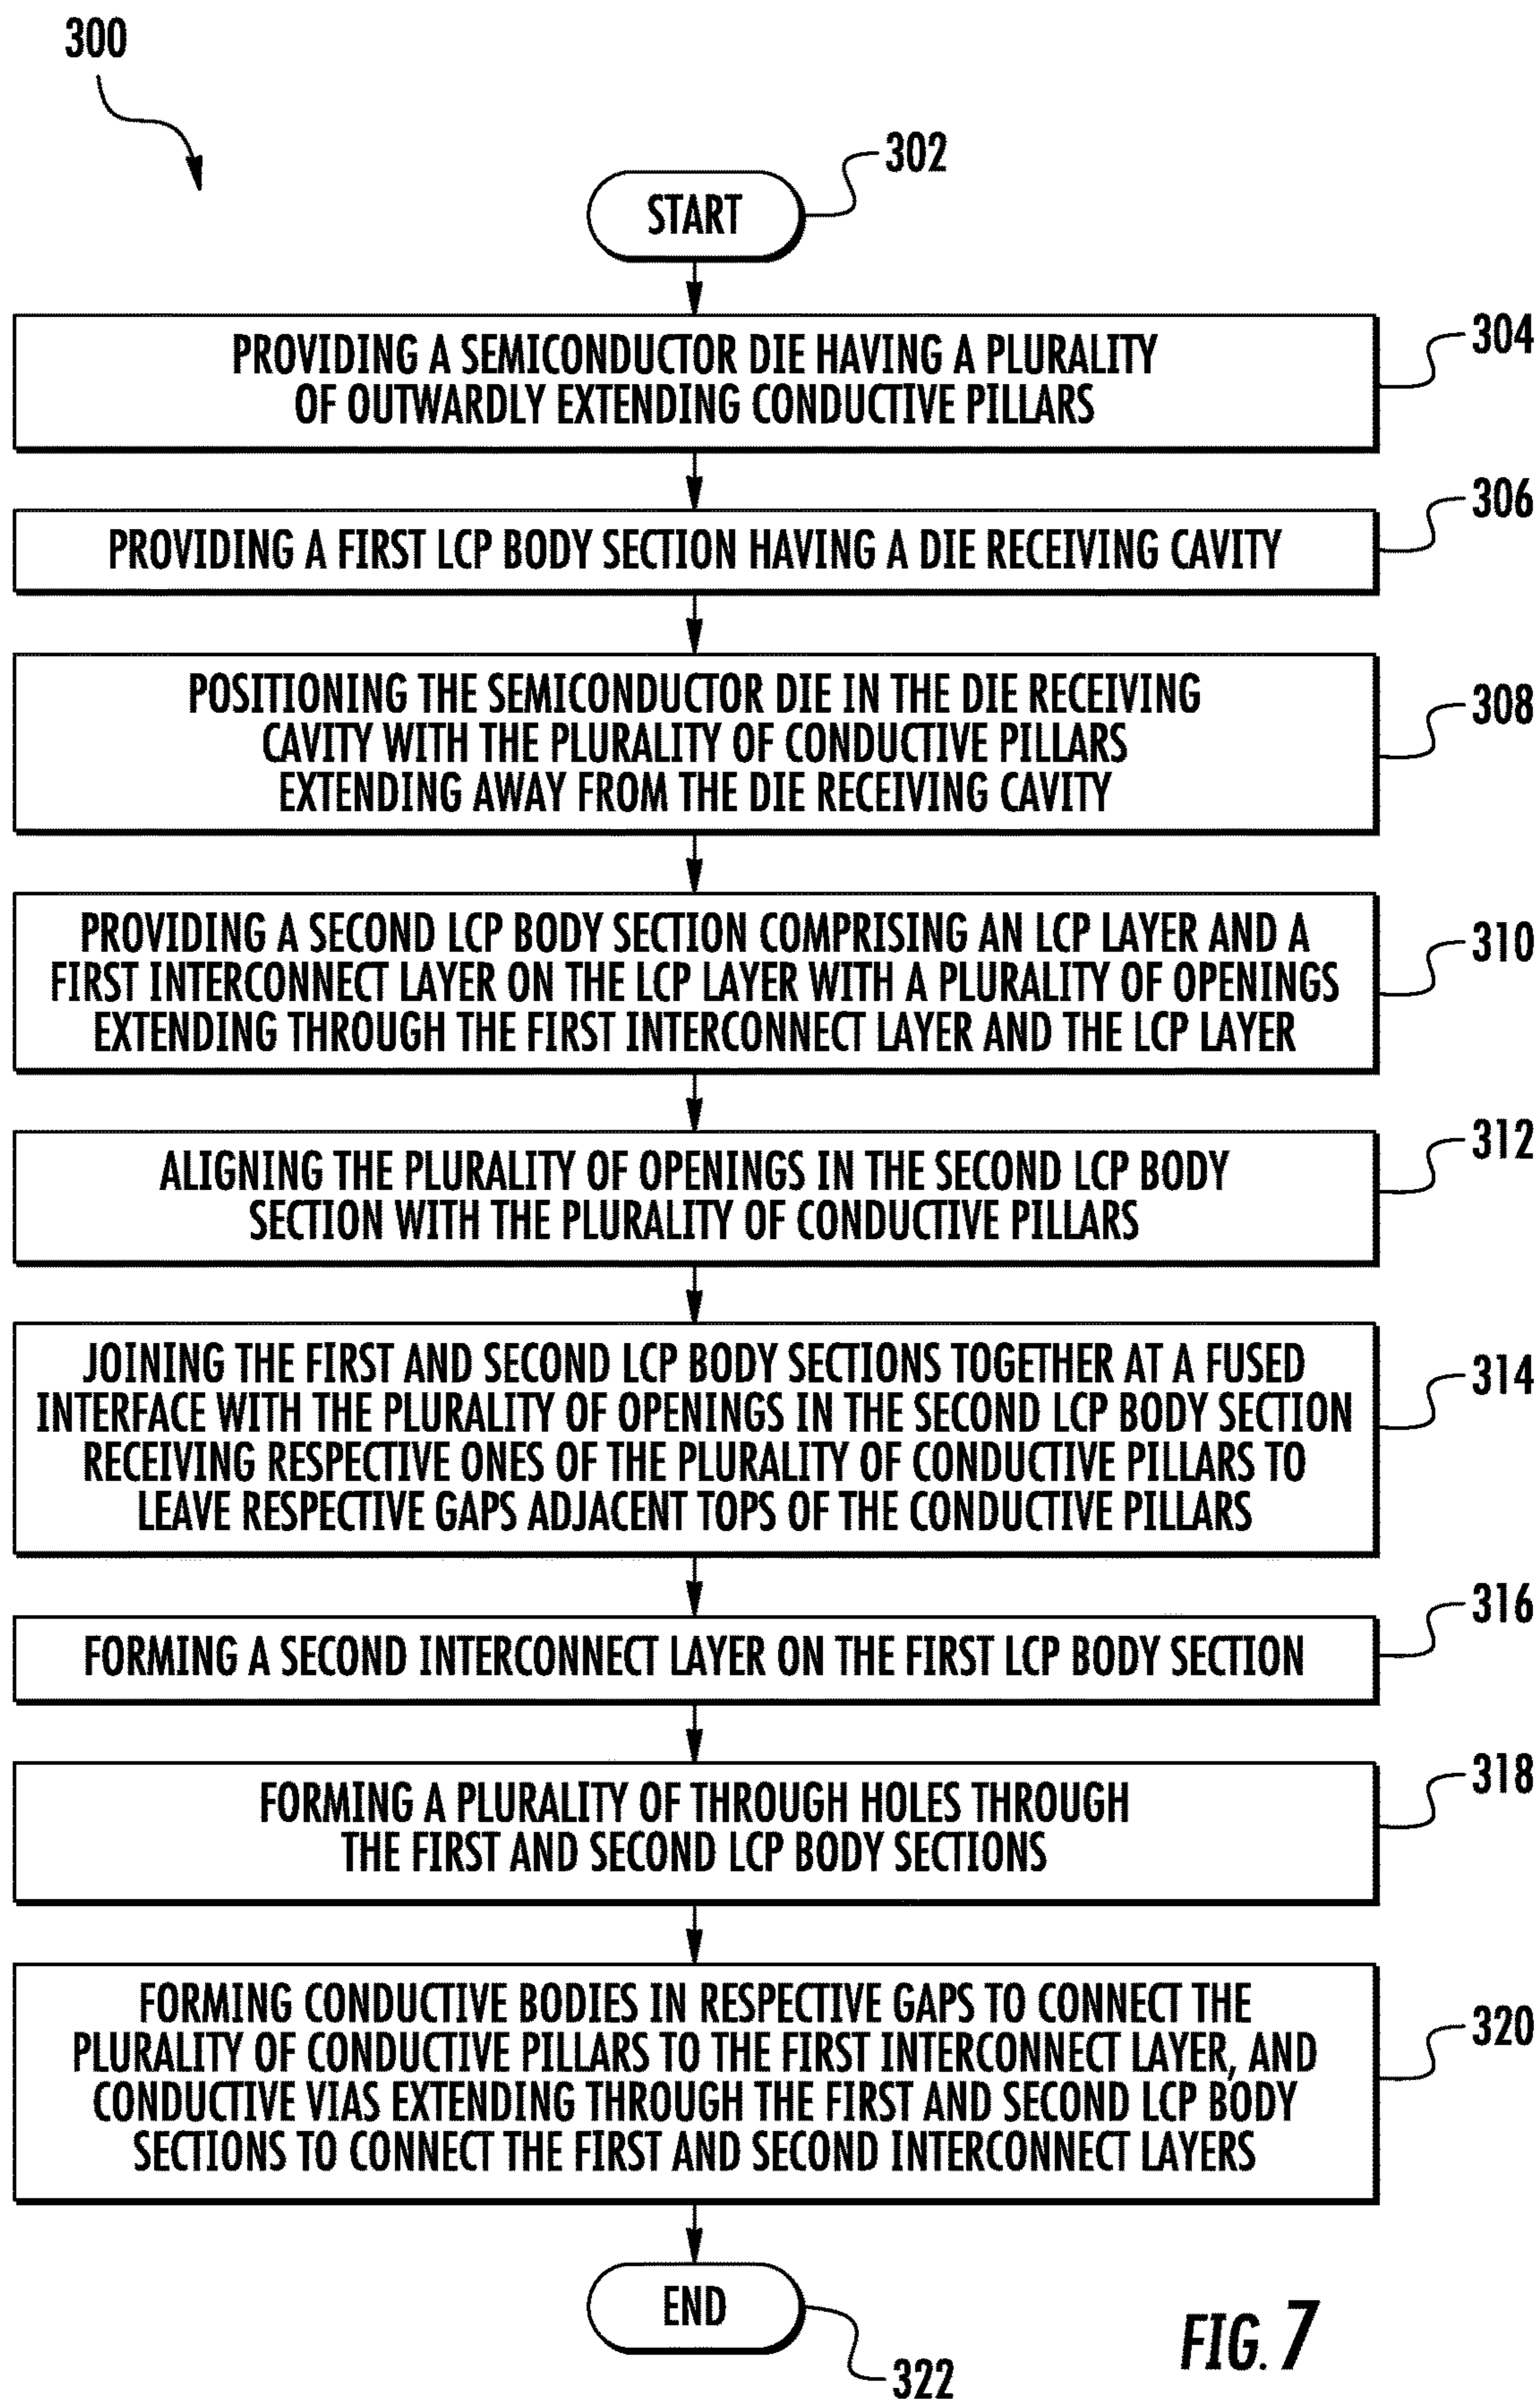 300
302
START
304
PROVIDING A SEMICONDUCTOR DIE HAVING A PLURALITY
OF OUTWARDLY EXTENDING CONDUCTIVE PILLARS
306
PROVIDING A FIRST LCP BODY SECTION HAVING A DIE RECEIVING CAVITY
308
POSITIONING THE SEMICONDUCTOR DIE IN THE DIE RECEIVING
CAVITY WITH THE PLURALITY OF CONDUCTIVE PILLARS
EXTENDING AWAY FROM THE DIE RECEIVING CAVITY
310
PROVIDING A SECOND LCP BODY SECTION COMPRISING AN LCP LAYER AND A
FIRST INTERCONNECT LAYER ON THE LCP LAYER WITH A PLURALITY OF OPENINGS
EXTENDING THROUGH THE FIRST INTERCONNECT LAYER AND THE LCP LAYER
312
ALIGNING THE PLURALITY OF OPENINGS IN THE SECOND LCP BODY
SECTION WITH THE PLURALITY OF CONDUCTIVE PILLARS
314
JOINING THE FIRST AND SECOND LCP BODY SECTIONS TOGETHER AT A FUSED
INTERFACE WITH THE PLURALITY OF OPENINGS IN THE SECOND LCP BODY SECTION
RECEIVING RESPECTIVE ONES OF THE PLURALITY OF CONDUCTIVE PILLARS TO
LEAVE RESPECTIVE GAPS ADJACENT TOPS OF THE CONDUCTIVE PILLARS
316
FORMING A SECOND INTERCONNECT LAYER ON THE FIRST LCP BODY SECTION
318
FORMING A PLURALITY OF THROUGH HOLES THROUGH
THE FIRST AND SECOND LCP BODY SECTIONS
320
FORMING CONDUCTIVE BODIES IN RESPECTIVE GAPS TO CONNECT THE
PLURALITY OF CONDUCTIVE PILLARS TO THE FIRST INTERCONNECT LAYER, AND
CONDUCTIVE VIAS EXTENDING THROUGH THE FIRST AND SECOND LCP BODY
SECTIONS TO CONNECT THE FIRST AND SECOND INTERCONNECT LAYERS
END
322
FIG. 7